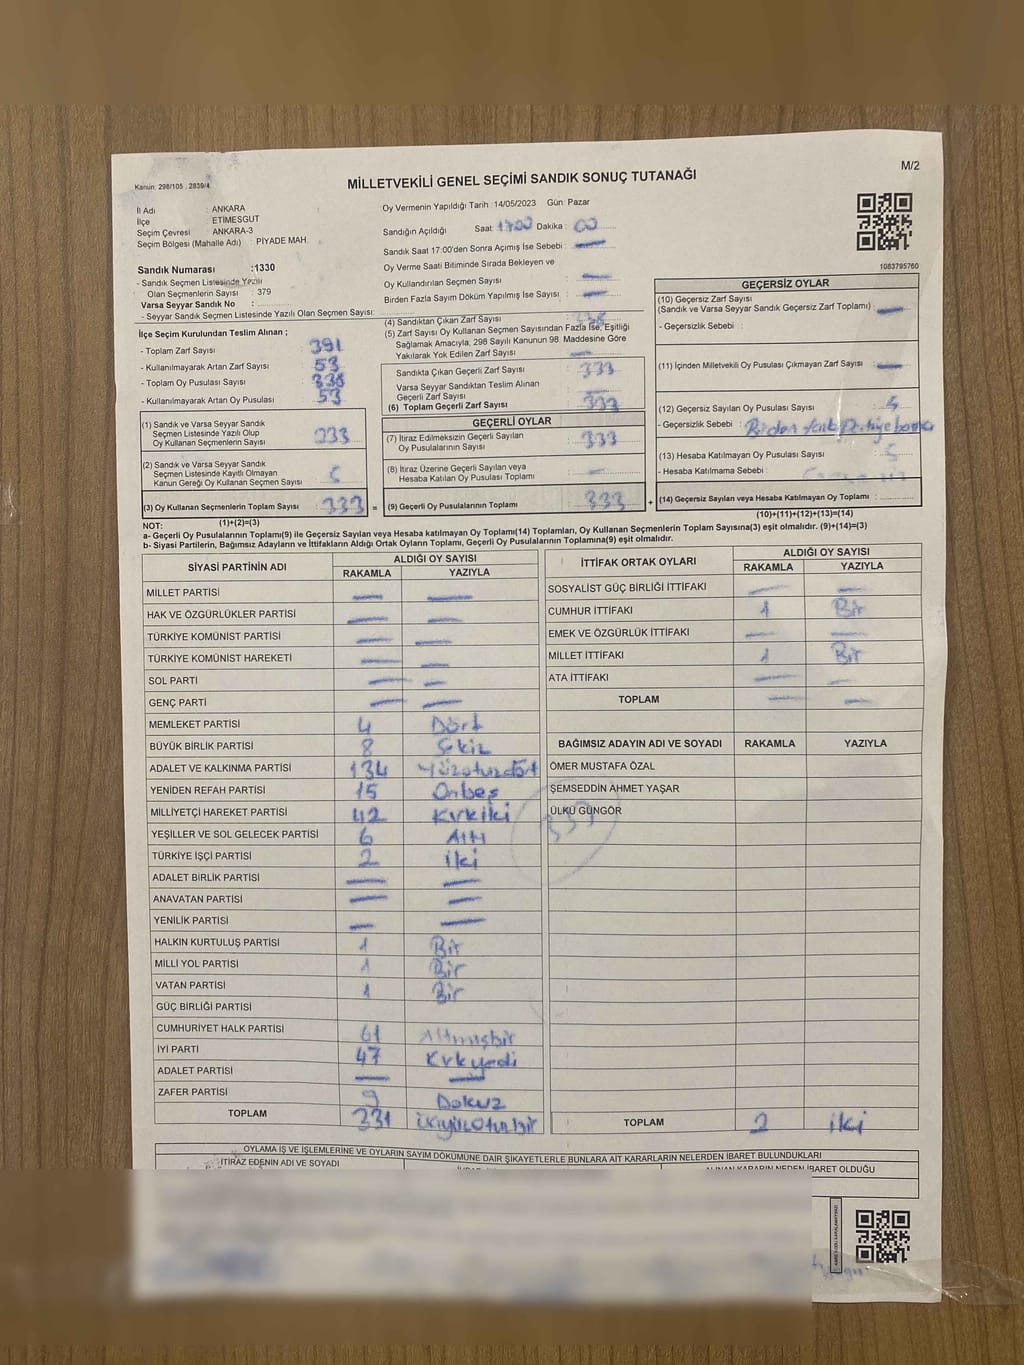 M/2
Kanun: 298/105 , 2839/4
MİLLETVEKİLİ GENEL SEÇİMİ SANDIK SONUÇ TUTANAĞI
İl Adı : ANKARA
İlçe : ETİMESGUT
Seçim Çevresi : ANKARA-3
Seçim Bölgesi (Mahalle Adı) PİYADE MAH.
Sandık Numarası :1330
- Sandık Seçmen Listesinde Yazılı
Olan Seçmenlerin Sayısı : 379
Varsa Seyyar Sandık No :
- Seyyar Sandık Seçmen Listesinde Yazılı Olan Seçmen Sayısı:
Oy Vermenin Yapıldığı Tarih :14/05/2023 Gün: Pazar
Sandığın Açıldığı Saat : 1700 Dakika : 00
Sandık Saat 17:00'den Sonra Açımış İse Sebebi :
Oy Verme Saati Bitiminde Sırada Bekleyen ve
Oy Kullandırılan Seçmen Sayısı :
Birden Fazla Sayım Döküm Yapılmış İse Sayısı :
1083795760
İlçe Seçim Kurulundan Teslim Alınan ;
- Toplam Zarf Sayısı : 391
- Kullanılmayarak Artan Zarf Sayısı : 53
- Toplam Oy Pusulası Sayısı : 338
- Kullanılmayarak Artan Oy Pusulası : 53
(1) Sandık ve Varsa Seyyar Sandık
Seçmen Listesinde Yazılı Olup
Oy Kullanan Seçmenlerin Sayısı :
(2) Sandık ve Varsa Seyyar Sandık
Seçmen Listesinde Kayıtlı Olmayan
Kanun Gereği Oy Kullanan Seçmen Sayısı :
(3) Oy Kullanan Seçmenlerin Toplam Sayısı : 333 =
(1)+(2)=(3)
(4) Sandıktan Çıkan Zarf Sayısı : 338
(5) Zarf Sayısı Oy Kullanan Seçmen Sayısından Fazla İse, Eşitliği
Sağlamak Amacıyla, 298 Sayılı Kanunun 98. Maddesine Göre
Yakılarak Yok Edilen Zarf Sayısı :
Sandıkta Çıkan Geçerli Zarf Sayısı : 333
Varsa Seyyar Sandıktan Teslim Alınan
Geçerli Zarf Sayısı :
(6) Toplam Geçerli Zarf Sayısı : 333
GEÇERLİ OYLAR
(7) İtiraz Edilmeksizin Geçerli Sayılan
Oy Pusulalarının Toplamı : 333
(8) İtiraz Üzerine Geçerli Sayılan veya
Hesaba Katılan Oy Pusulası Toplamı :
(9) Geçerli Oy Pusulalarının Toplamı : 333 +
GEÇERSİZ OYLAR
(10) Geçersiz Zarf Sayısı
(Sandık ve Varsa Seyyar Sandık Geçersiz Zarf Toplamı) :
- Geçersizlik Sebebi :
(11) İçinden Milletvekili Oy Pusulası Çıkmayan Zarf Sayısı :
(12) Geçersiz Sayılan Oy Pusulası Sayısı : 5
- Geçersizlik Sebebi : Birden fazla Partiye
(13) Hesaba Katılmayan Oy Pusulası Sayısı : 5
- Hesaba Katılmama Sebebi :
(14) Geçersiz Sayılan veya Hesaba Katılmayan Oy Toplamı :
(10)+(11)+(12)+(13)=(14)
NOT:
a- Geçerli Oy Pusulalarının Toplamı(9) ile Geçersiz Sayılan veya Hesaba katılmayan Oy Toplamı(14) Toplamları, Oy Kullanan Seçmenlerin Toplam Sayısına(3) eşit olmalıdır. (9)+(14)=(3)
b- Siyasi Partilerin, Bağımsız Adayların ve İttifakların Aldığı Ortak Oyların Toplamı, Geçerli Oy Pusulalarının Toplamına(9) eşit olmalıdır.
SİYASİ PARTİNİN ADI ALDIĞI OY SAYISI
RAKAMLA YAZIYLA
MİLLET PARTİSİ
HAK VE ÖZGÜRLÜKLER PARTİSİ
TÜRKİYE KOMÜNİST PARTİSİ
TÜRKİYE KOMÜNİST HAREKETİ
SOL PARTİ
GENÇ PARTİ
MEMLEKET PARTİSİ 4 Dört
BÜYÜK BİRLİK PARTİSİ 8 Sekiz
ADALET VE KALKINMA PARTİSİ 134 Yüzotuzdört
YENİDEN REFAH PARTİSİ 15 Onbeş
MİLLİYETÇİ HAREKET PARTİSİ 42 Kırkiki
YEŞİLLER VE SOL GELECEK PARTİSİ 6 Altı
TÜRKİYE İŞÇİ PARTİSİ 2 iki
ADALET BİRLİK PARTİSİ
ANAVATAN PARTİSİ
YENİLİK PARTİSİ
HALKIN KURTULUŞ PARTİSİ 1 Bir
MİLLİ YOL PARTİSİ 1 Bir
VATAN PARTİSİ 1 Bir
GÜÇ BİRLİĞİ PARTİSİ
CUMHURİYET HALK PARTİSİ 61 Altmışbir
İYİ PARTİ 47 Kırkyedi
ADALET PARTİSİ
ZAFER PARTİSİ 9 Dokuz
TOPLAM 331
İTTİFAK ORTAK OYLARI ALDIĞI OY SAYISI
RAKAMLA YAZIYLA
SOSYALİST GÜÇ BİRLİĞİ İTTİFAKI
CUMHUR İTTİFAKI 1 Bir
EMEK VE ÖZGÜRLÜK İTTİFAKI
MİLLET İTTİFAKI 1 Bir
ATA İTTİFAKI
TOPLAM
BAĞIMSIZ ADAYIN ADI VE SOYADI RAKAMLA YAZIYLA
ÖMER MUSTAFA ÖZAL
ŞEMSEDDİN AHMET YAŞAR
ÜLKÜ GÜNGÖR
TOPLAM 2 iki
OYLAMA İŞ VE İŞLEMLERİNE VE OYLARIN SAYIM DÖKÜMÜNE DAİR ŞİKAYETLERLE BUNLARA AİT KARARLARIN NELERDEN İBARET BULUNDUKLARI
İTİRAZ EDENİN ADI VE SOYADI
ALINAN KARARIN NEDEN İBARET OLDUĞU